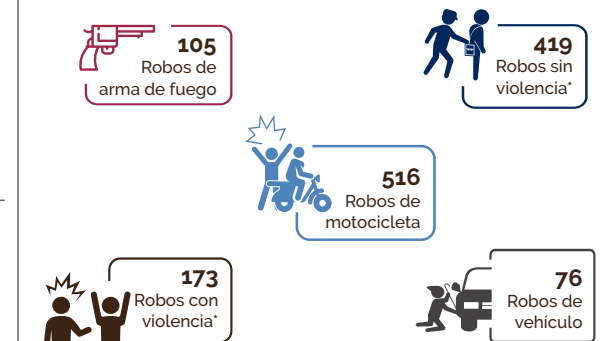 105
Robos de
arma de fuego
419
Robos sin
violencia*
516
Robos de
motocicleta
173
Robos con
violencia*
76
Robos de
vehículo